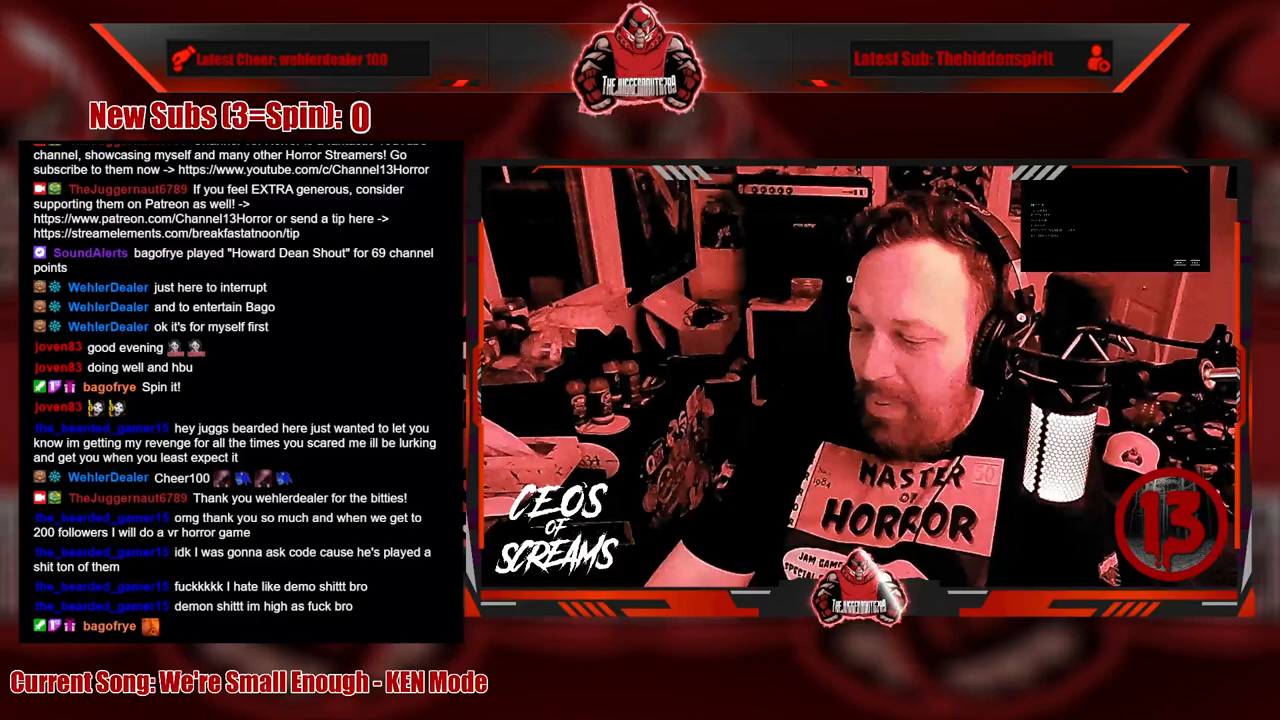 Latest Cheer: wehlerdealer 100
THEJUGGERNAUT6789
Latest Sub: Thehiddenspirit
New Subs (3=Spin): 0
channel, showcasing myself and many other Horror Streamers! Go
subscribe to them now -> https://www.youtube.com/c/Channel13Horror
TheJuggernaut6789 If you feel EXTRA generous, consider
supporting them on Patreon as well! ->
https://www.patreon.com/Channel13Horror or send a tip here ->
https://streamelements.com/breakfastatnoon/tip
SoundAlerts bagofrye played "Howard Dean Shout" for 69 channel
points
WehlerDealer just here to interrupt
WehlerDealer and to entertain Bago
WehlerDealer ok it's for myself first
joven83 good evening
joven83 doing well and hbu
bagofrye Spin it!
joven83
the_bearded_gamer15 hey juggs bearded here just wanted to let you
know im getting my revenge for all the times you scared me ill be lurking
and get you when you least expect it
WehlerDealer Cheer100
TheJuggernaut6789 Thank you wehlerdealer for the bitties!
the_bearded_gamer15 omg thank you so much and when we get to
200 followers I will do a vr horror game
the_bearded_gamer15 idk I was gonna ask code cause he's played a
shit ton of them
the_bearded_gamer15 fuckkkkk I hate like demo shittt bro
the_bearded_gamer15 demon shittt im high as fuck bro
bagofrye
CEOS
OF
SCREAMS
No.
1984
50
MASTER
OF
HORROR
JAM GAM
SPECIAL
13
THEJUGGERNAUT6789
Current Song: We're Small Enough - KEN Mode